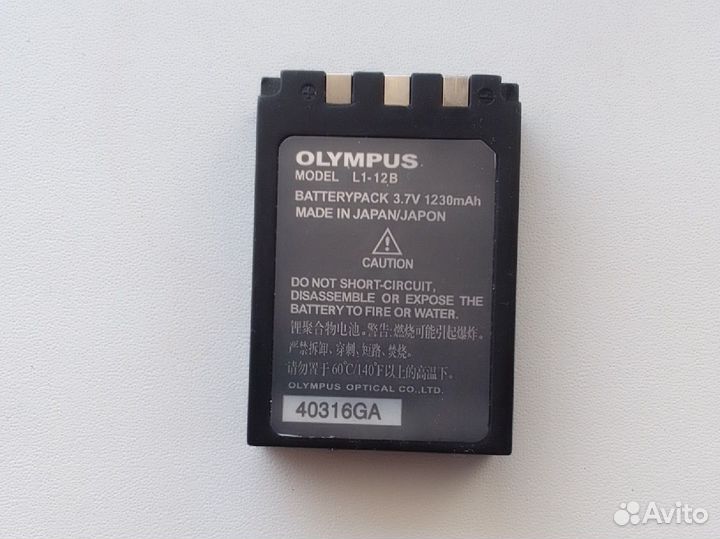 OLYMPUS
MODEL L1-12B
BATTERYPACK 3.7V 1230mAh
MADE IN JAPAN/JAPON
CAUTION
DO NOT SHORT-CIRCUIT,
DISASSEMBLE OR EXPOSE THE
BATTERY TO FIRE OR WATER.
锂聚合物电池。警告:燃烧可能引起爆炸。
严禁拆卸、穿刺、短路、焚烧。
请勿置于60℃/140℉以上的高温下。
OLYMPUS OPTICAL CO.,LTD.
40316GA
Avito